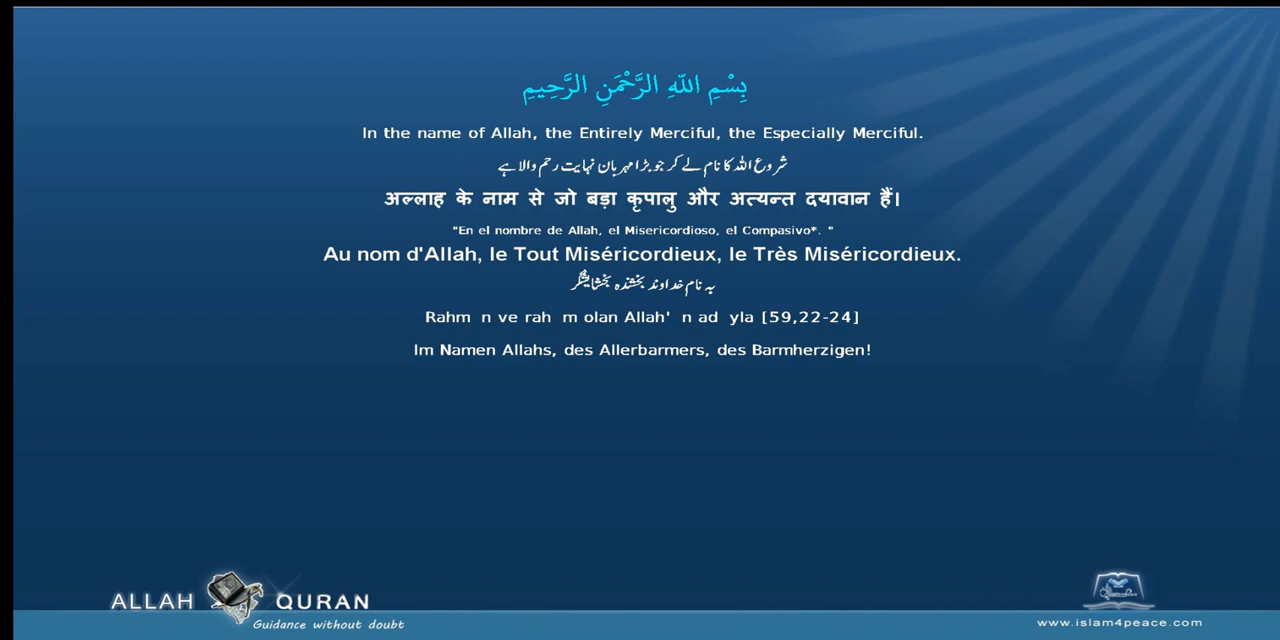 بِسْمِ اللّٰهِ الرَّحْمٰنِ الرَّحِيمِ
In the name of Allah, the Entirely Merciful, the Especially Merciful.
شروع الله کا نام لے کر جو بڑا مہربان نہایت رحم والا ہے
अल्लाह के नाम से जो बड़ा कृपालु और अत्यन्त दयावान हैं।
"En el nombre de Allah, el Misericordioso, el Compasivo*. "
Au nom d'Allah, le Tout Miséricordieux, le Très Miséricordieux.
به نام خداوند بخشنده بخشایشگر
Rahm n ve rah m olan Allah' n ad yla [59,22-24]
Im Namen Allahs, des Allerbarmers, des Barmherzigen!
ALLAH QURAN
Guidance without doubt
www.islam4peace.com